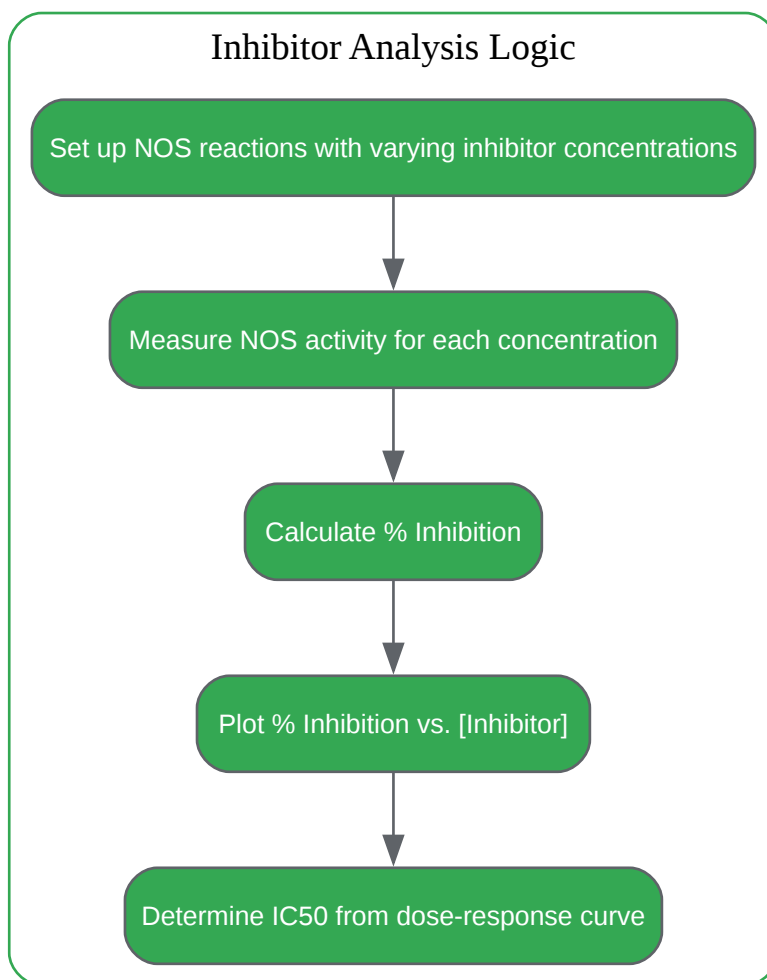 Inhibitor Analysis Logic
Set up NOS reactions with varying inhibitor concentrations
Measure NOS activity for each concentration
Calculate % Inhibition
Plot % Inhibition vs. [Inhibitor]
Determine IC50 from dose-response curve